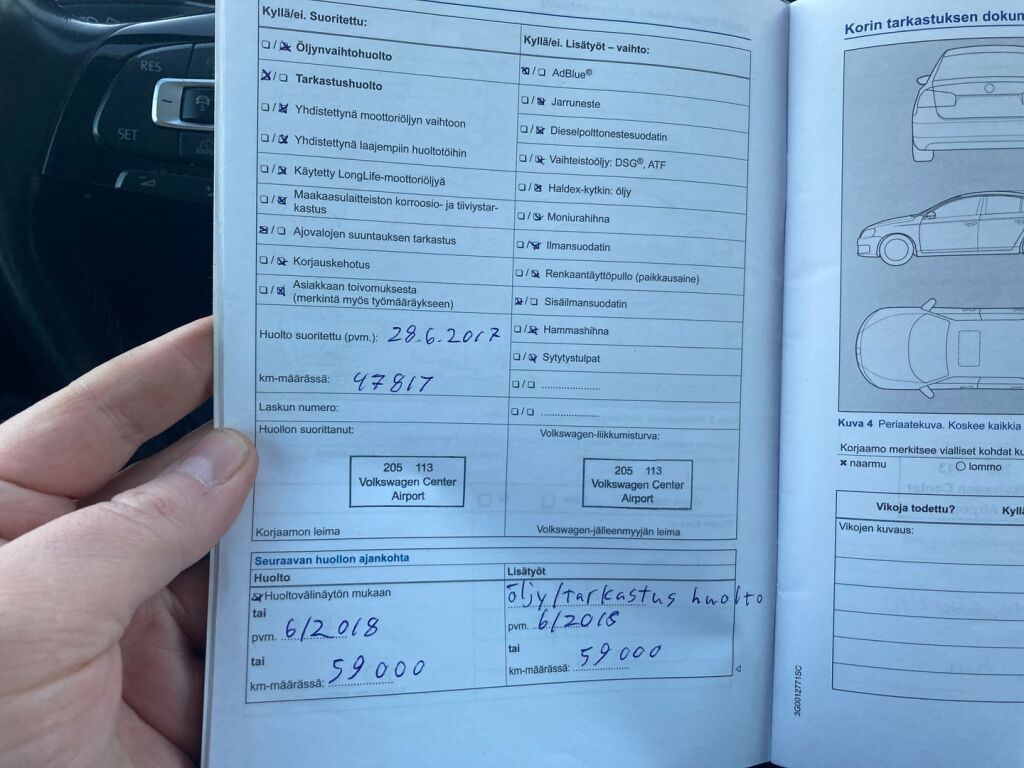 RES
SET
Kyllä/ei. Suoritettu:
Öljynvaihtohuolto
Tarkastushuolto
Yhdistettynä moottoriöljyn vaihtoon
Yhdistettynä laajempiin huoltotöihin
Käytetty LongLife-moottoriöljyä
Maakaasulaitteiston korroosio- ja tiiviystar-
kastus
Ajovalojen suuntauksen tarkastus
Korjauskehotus
Asiakkaan toivomuksesta
(merkintä myös työmääräykseen)
Huolto suoritettu (pvm.): 28.6.2017
km-määrässä: 47817
Laskun numero:
Huollon suorittanut:
205 113
Volkswagen Center
Airport
Korjaamon leima
Kyllä/ei. Lisätyöt – vaihto:
AdBlue®
Jarruneste
Dieselpolttonestesuodatin
Vaihteistoöljy: DSG®, ATF
Haldex-kytkin: öljy
Moniurahihna
Ilmansuodatin
Renkaantäyttöpullo (paikkausaine)
Sisäilmansuodatin
Hammashihna
Sytytystulpat
Volkswagen-liikkumisturva:
205 113
Volkswagen Center
Airport
Volkswagen-jälleenmyyjän leima
Seuraavan huollon ajankohta
Huolto
Huoltovälinäytön mukaan
tai
pvm. 6/2018
tai
km-määrässä: 59000
Lisätyöt
öljy/tarkastus huolto
pvm. 6/2018
tai
km-määrässä: 59000
3G0012771SC
Korin tarkastuksen dokum
Kuva 4 Periaatekuva. Koskee kaikkia
Korjaamo merkitsee vialliset kohdat ku
× naarmu
lommo
Vikoja todettu? Kyllä
Vikojen kuvaus: